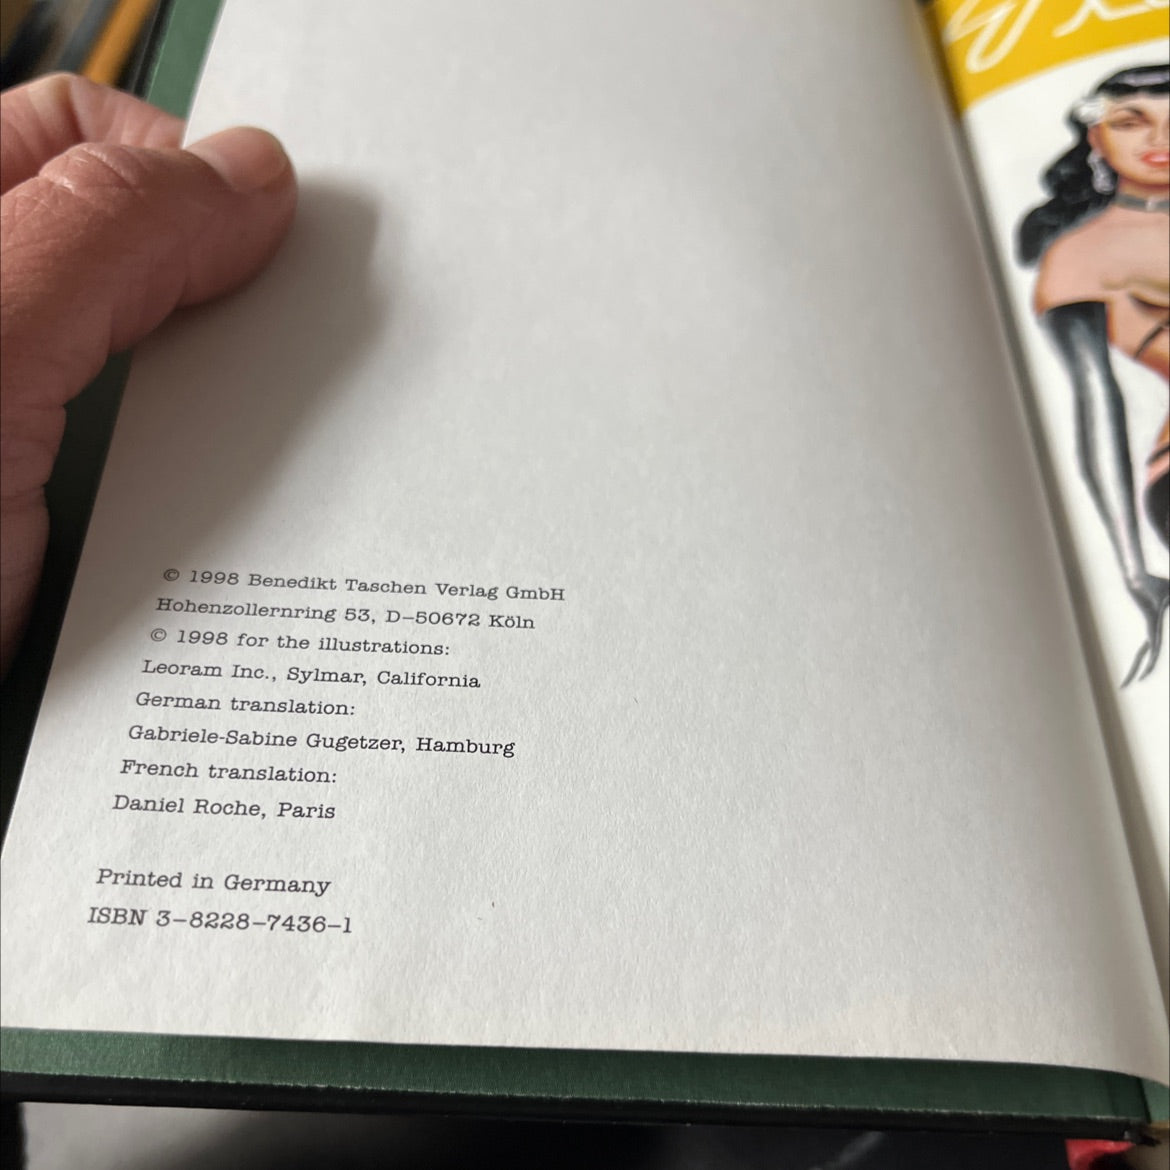 © 1998 Benedikt Taschen Verlag GmbH
Hohenzollernring 53, D–50672 Köln
© 1998 for the illustrations:
Leoram Inc., Sylmar, California
German translation:
Gabriele-Sabine Gugetzer, Hamburg
French translation:
Daniel Roche, Paris
Printed in Germany
ISBN 3–8228–7436–1